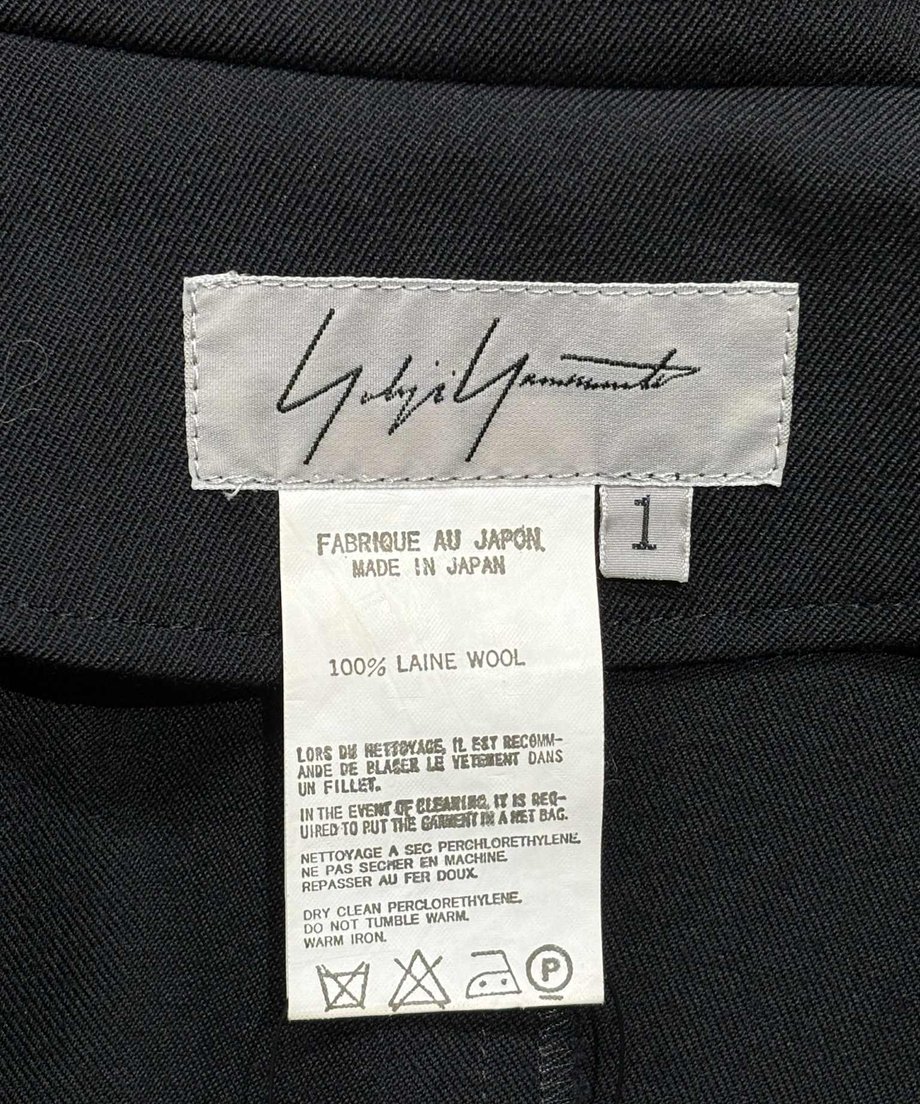 Yohji Yamamoto
1
FABRIQUE AU JAPON.
MADE IN JAPAN
100% LAINE WOOL
LORS DU NETTOYAGE, IL EST RECOMM-
ANDE DE PLASER LE VETEMENT DANS
UN FILLET.
IN THE EVENT OF CLEANING, IT IS REQ-
UIRED TO PUT THE GARMENT IN A NET BAG.
NETTOYAGE A SEC PERCHLORETHYLENE.
NE PAS SECHER EN MACHINE.
REPASSER AU FER DOUX.
DRY CLEAN PERCLORETHYLENE.
DO NOT TUMBLE WARM.
WARM IRON.
P